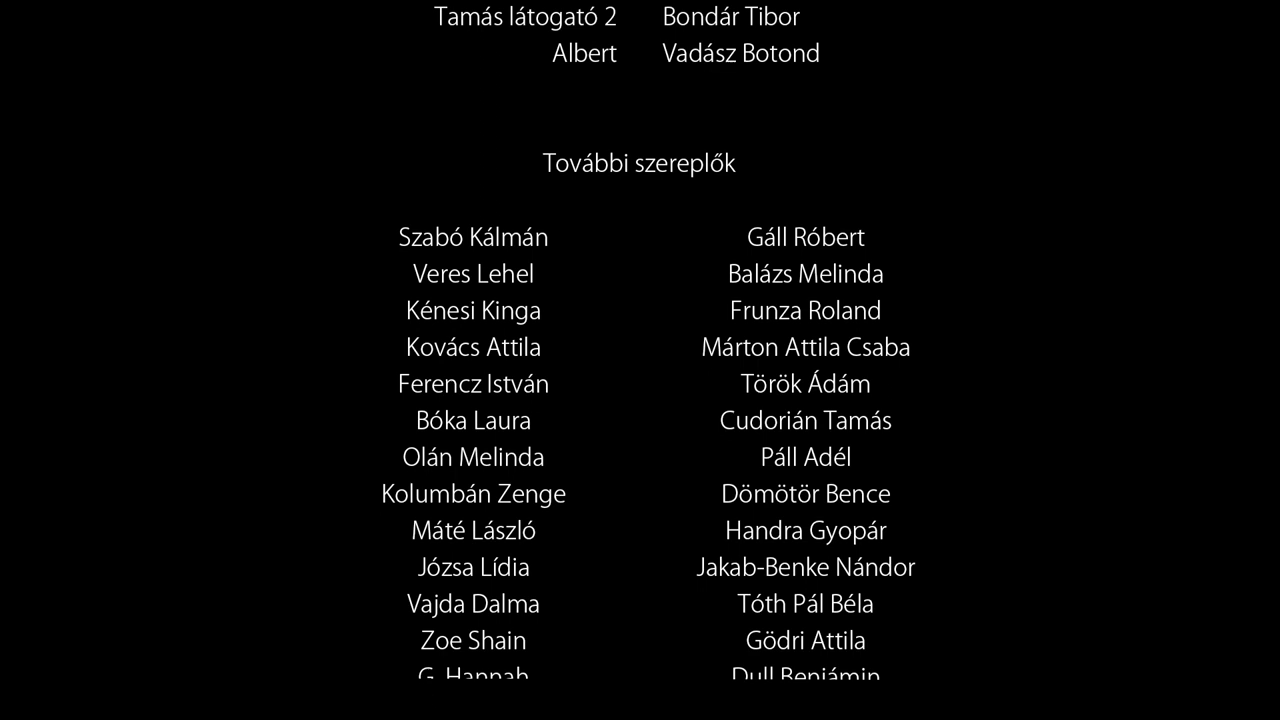 Tamás látogató 2 Bondár Tibor
Albert Vadász Botond
További szereplők
Szabó Kálmán Gáll Róbert
Veres Lehel Balázs Melinda
Kénesi Kinga Frunza Roland
Kovács Attila Márton Attila Csaba
Ferencz István Török Ádám
Bóka Laura Cudorián Tamás
Olán Melinda Páll Adél
Kolumbán Zenge Dömötör Bence
Máté László Handra Gyopár
Józsa Lídia Jakab-Benke Nándor
Vajda Dalma Tóth Pál Béla
Zoe Shain Gödri Attila
G. Hannah Dull Benjámin